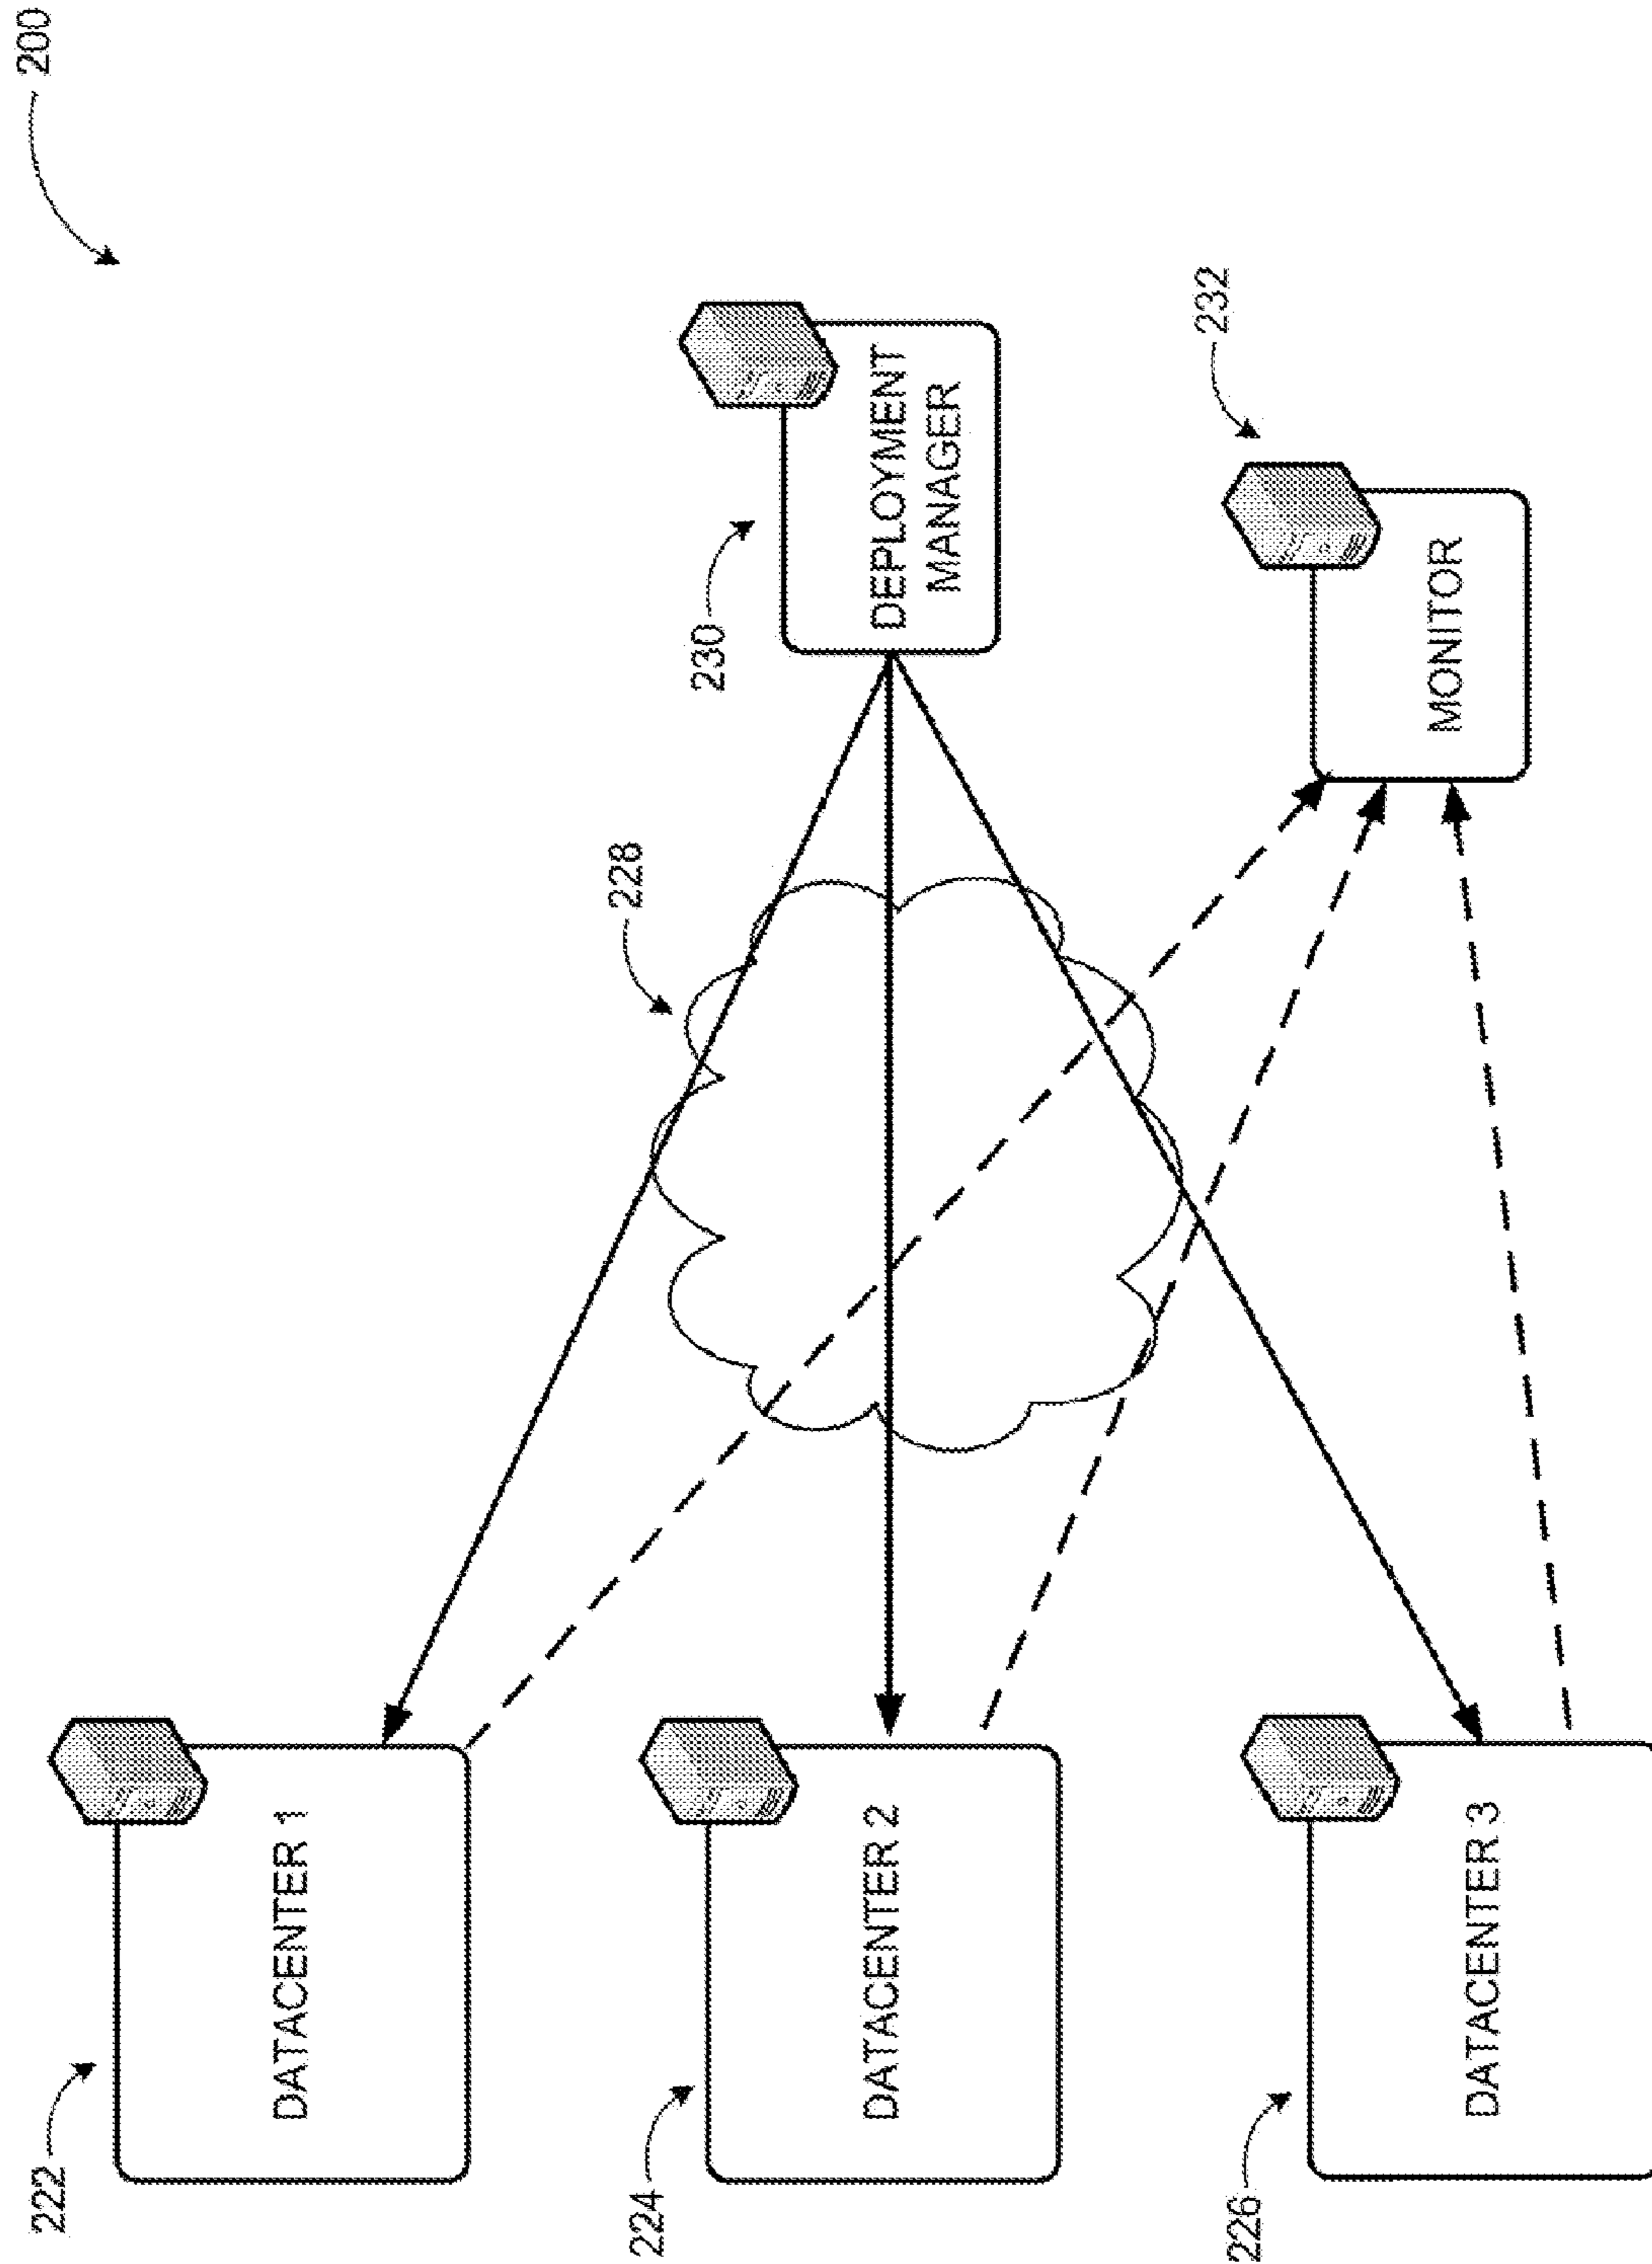 200
222
DATACENTER 1
224
DATACENTER 2
226
DATACENTER 3
228
230
DEPLOYMENT
MANAGER
232
MONITOR